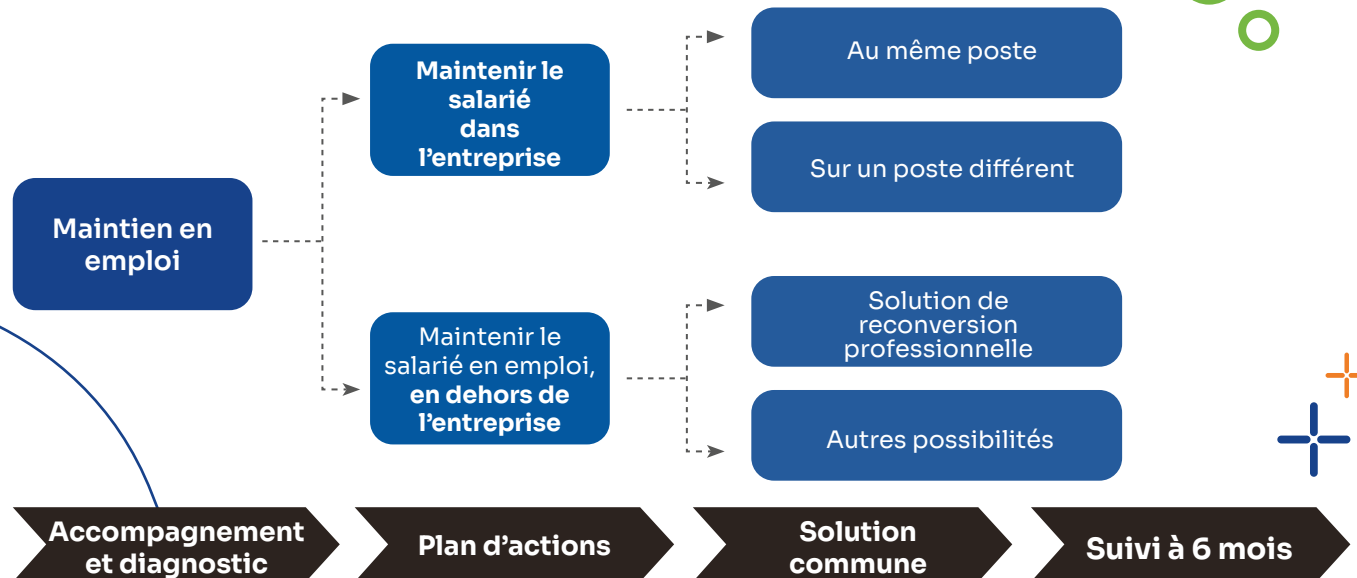 Maintien en
emploi
Maintenir le
salarié
dans
l’entreprise
Au même poste
Sur un poste différent
Maintenir le
salarié en emploi,
en dehors de
l’entreprise
Solution de
reconversion
professionnelle
Autres possibilités
Accompagnement
et diagnostic
Plan d’actions
Solution
commune
Suivi à 6 mois